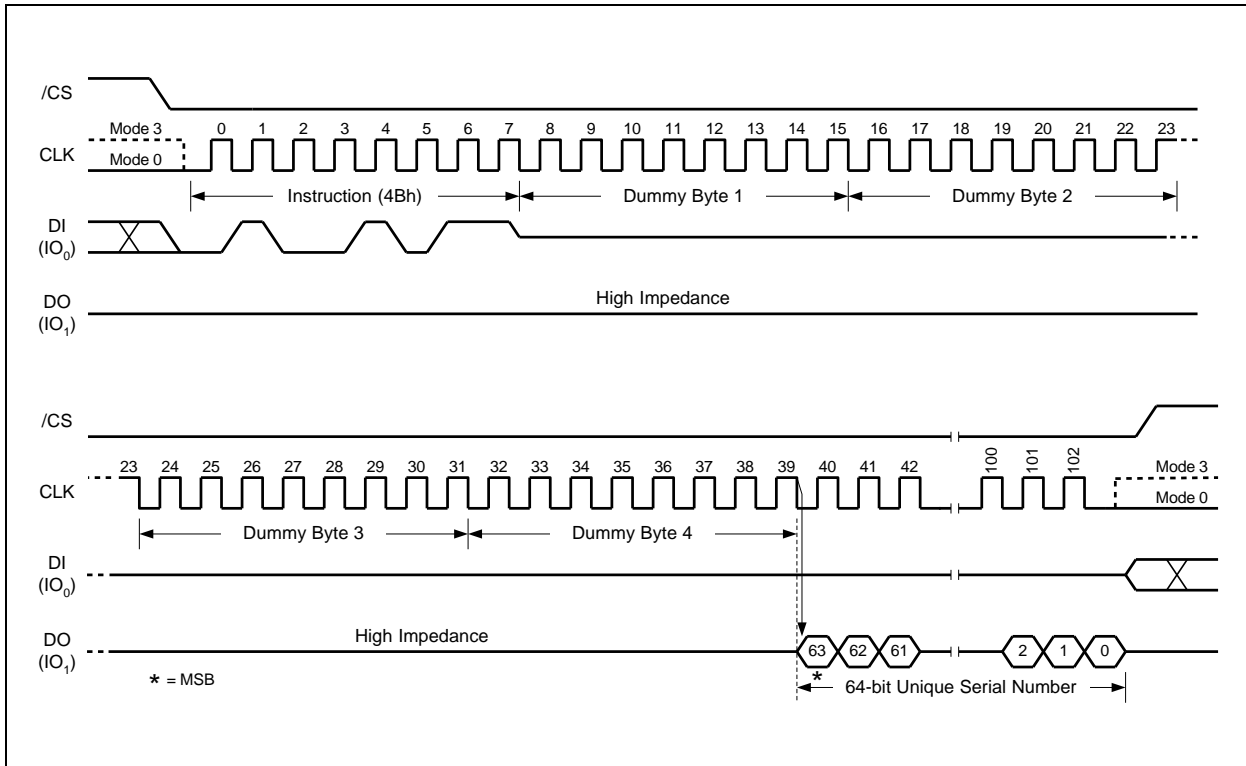 /CS
Mode 3 0 1 2 3 4 5 6 7 8 9 10 11 12 13 14 15 16 17 18 19 20 21 22 23
CLK
Mode 0
Instruction (4Bh) Dummy Byte 1 Dummy Byte 2
DI
(IO0)
High Impedance
DO
(IO1)
/CS
23 24 25 26 27 28 29 30 31 32 33 34 35 36 37 38 39 40 41 42 100 101 102 Mode 3
CLK
Mode 0
Dummy Byte 3 Dummy Byte 4
DI
(IO0)
High Impedance
DO
(IO1)
63 62 61 2 1 0
* = MSB
* 64-bit Unique Serial Number